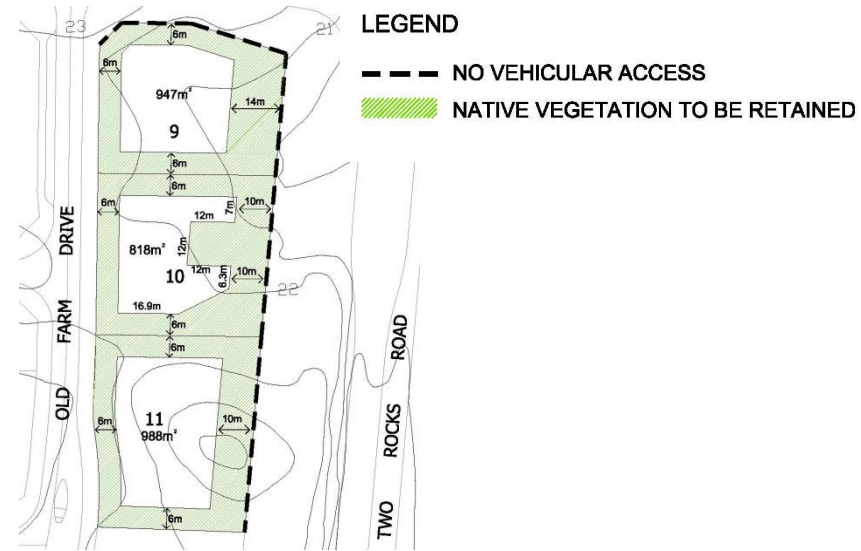 LEGEND
NO VEHICULAR ACCESS
NATIVE VEGETATION TO BE RETAINED
23
21
6m
6m
947m²
14m
9
6m
6m
6m
7m
10m
12m
818m²
12m
12m
10
6.3m
10m
22
16.9m
6m
6m
11
988m²
6m
10m
6m
OLD FARM DRIVE
TWO ROCKS ROAD